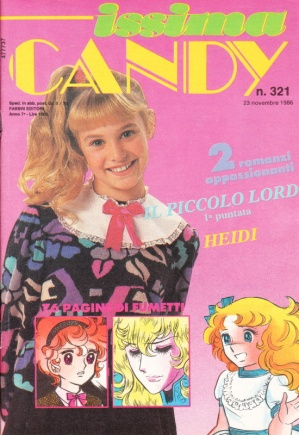 issima
CANDY
n. 321
23 novembre 1986
FABBRI EDITORI
2 romanzi
appassionanti
IL PICCOLO LORD
1ª puntata
HEIDI
16 PAGINE DI FUMETTI